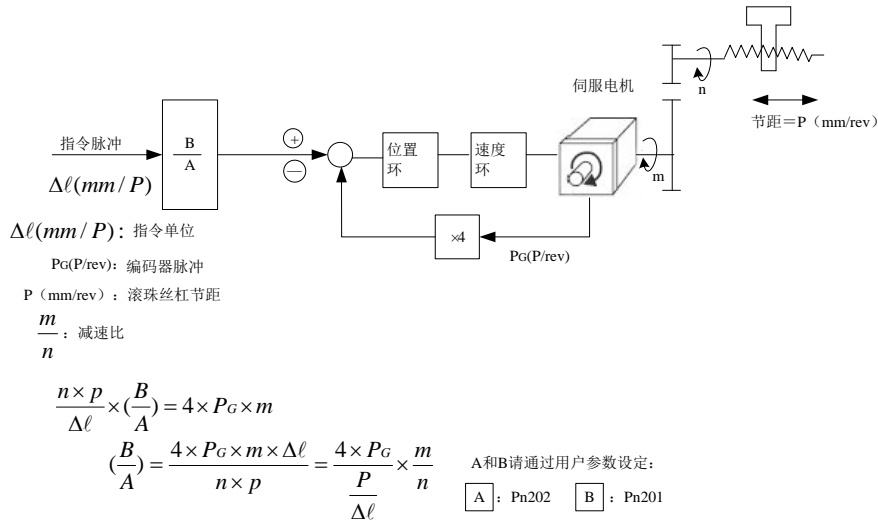 伺服电机
n
节距＝P（mm/rev）
指令脉冲
B
A
+
—
位置
环
速度
环
m
Δℓ(mm/P)
×4
PG(P/rev)
Δℓ(mm/P)：指令单位
PG(P/rev)：编码器脉冲
P（mm/rev）：滚珠丝杠节距
m/n：减速比
n×p/Δℓ×(B/A)=4×PG×m
(B/A)=4×PG×m×Δℓ/n×p=4×PG/(P/Δℓ)×m/n
A和B请通过用户参数设定：
A：Pn202 B：Pn201